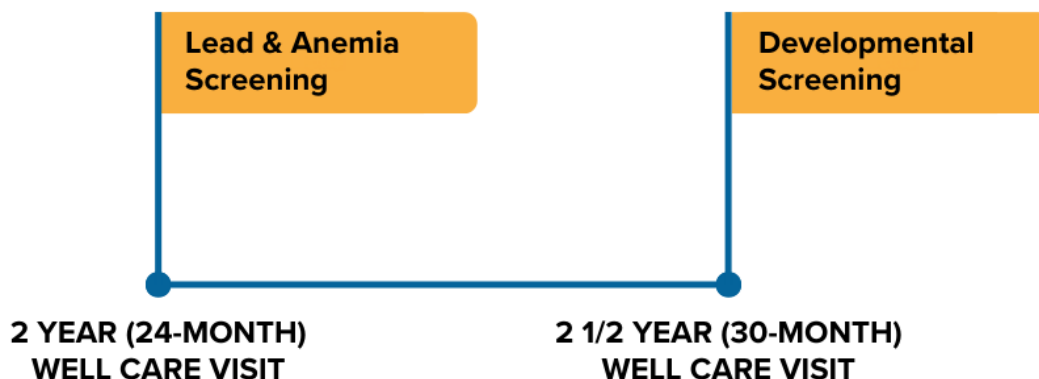 Lead & Anemia
Screening
Developmental
Screening
2 YEAR (24-MONTH)
WELL CARE VISIT
2 1/2 YEAR (30-MONTH)
WELL CARE VISIT